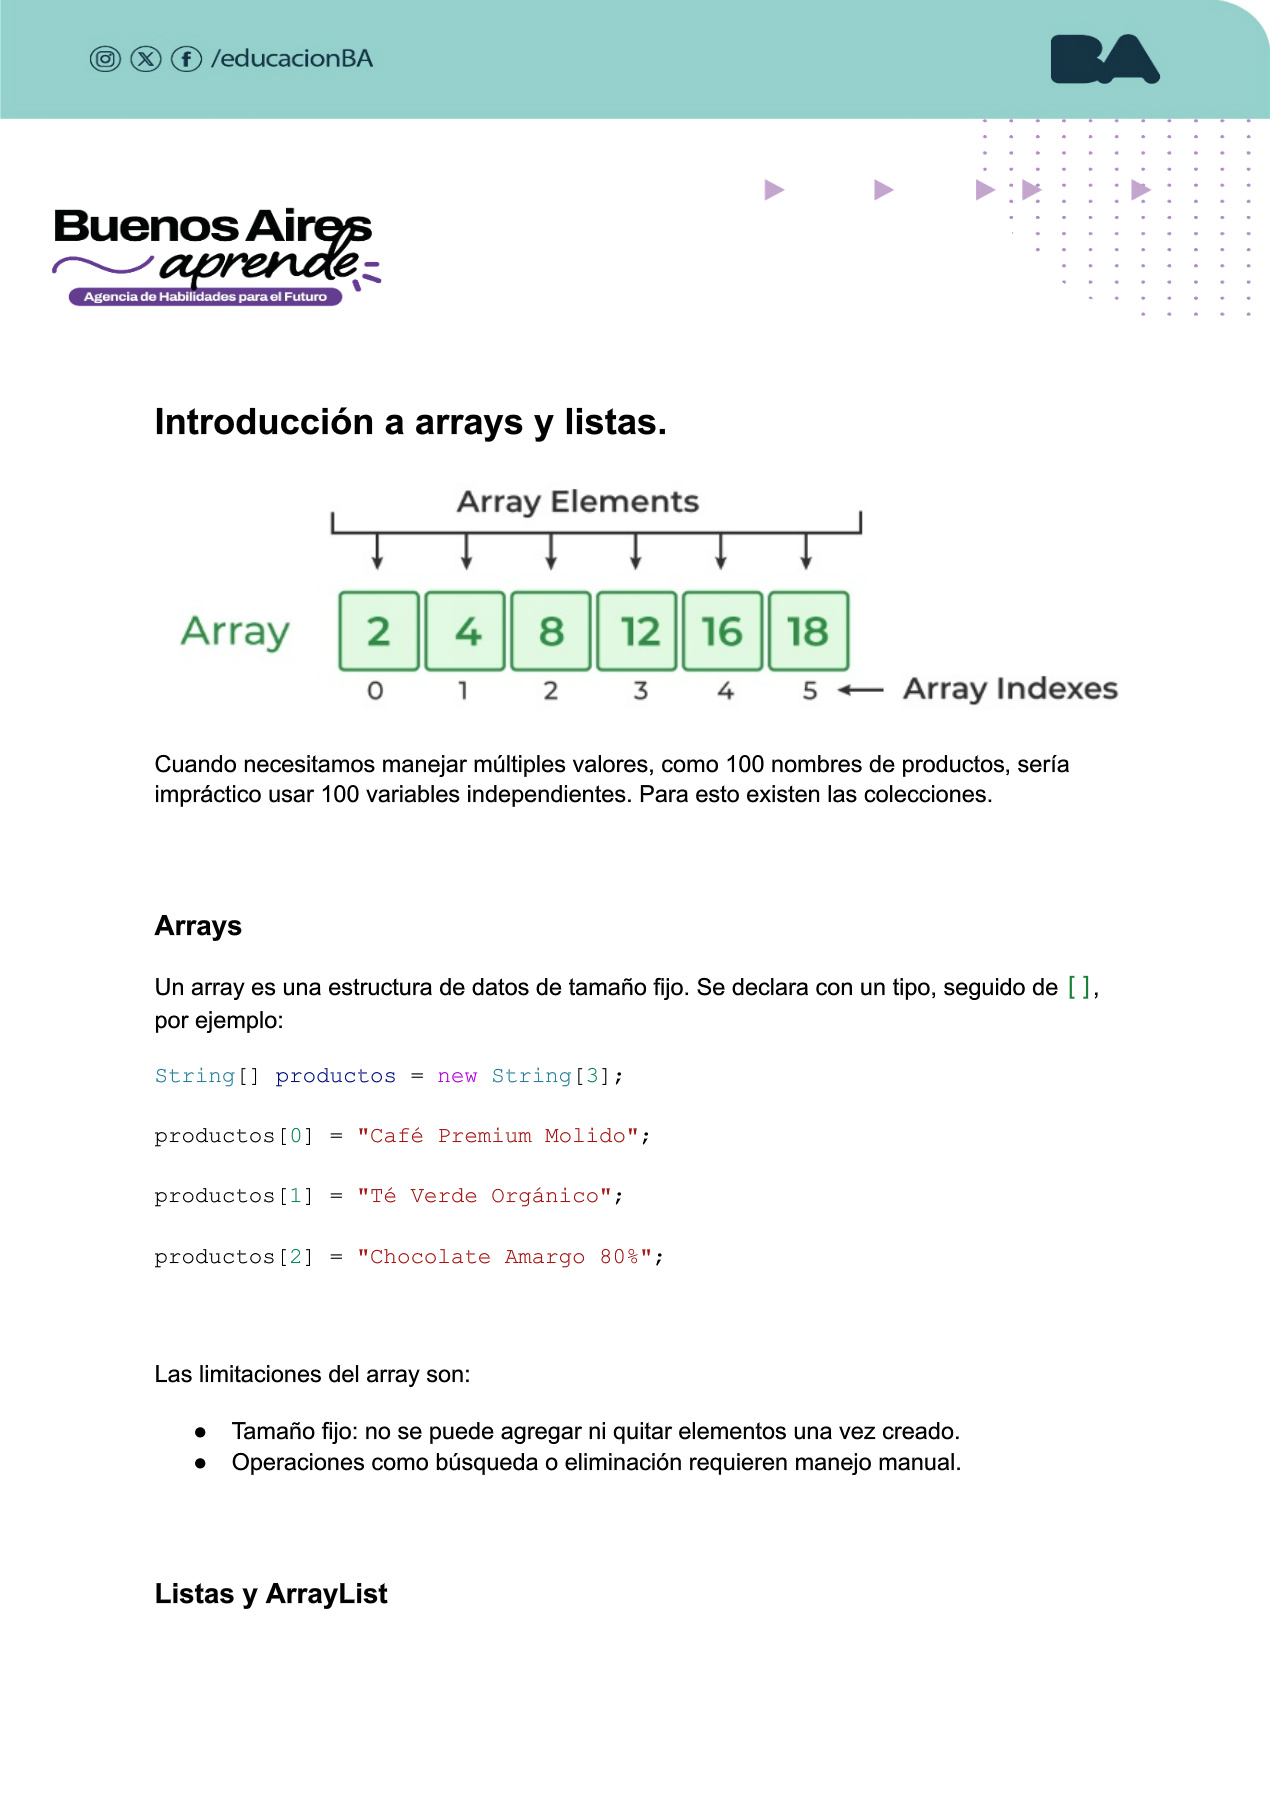 /educacionBA
BA
Buenos Aires
aprende
Agencia de Habilidades para el Futuro
Introducción a arrays y listas.
Array Elements
Array 2 4 8 12 16 18
0 1 2 3 4 5 Array Indexes
Cuando necesitamos manejar múltiples valores, como 100 nombres de productos, sería
impráctico usar 100 variables independientes. Para esto existen las colecciones.
Arrays
Un array es una estructura de datos de tamaño fijo. Se declara con un tipo, seguido de [],
por ejemplo:
String[] productos = new String[3];
productos[0] = "Café Premium Molido";
productos[1] = "Té Verde Orgánico";
productos[2] = "Chocolate Amargo 80%";
Las limitaciones del array son:
● Tamaño fijo: no se puede agregar ni quitar elementos una vez creado.
● Operaciones como búsqueda o eliminación requieren manejo manual.
Listas y ArrayList